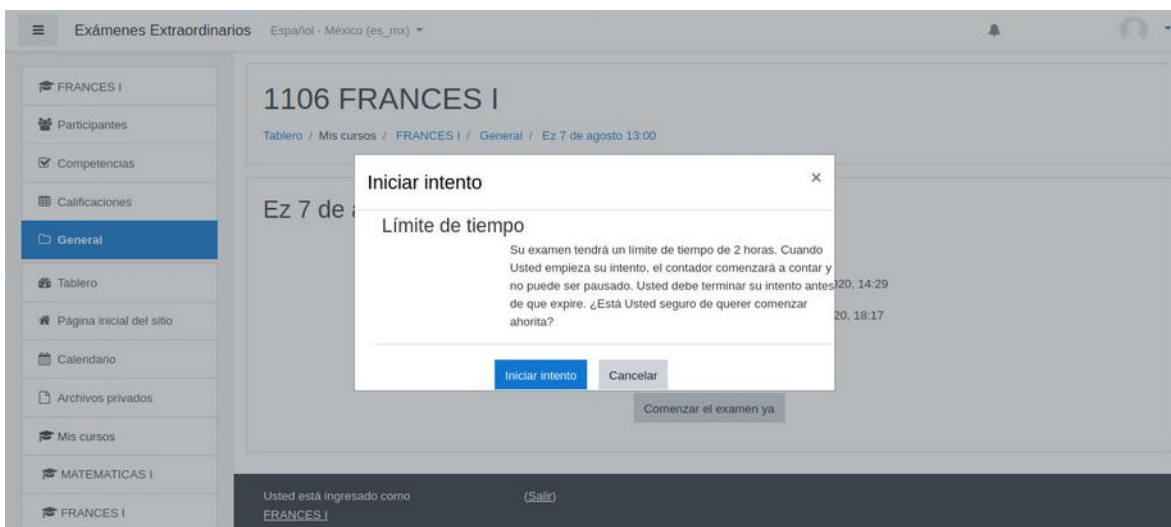 Exámenes Extraordinarios Español - México (es_mx)
FRANCES I
Participantes
Competencias
Calificaciones
General
Tablero
Página inicial del sitio
Calendario
Archivos privados
Mis cursos
MATEMATICAS I
FRANCES I
1106 FRANCES I
Tablero / Mis cursos / FRANCES I / General / Ez 7 de agosto 13:00
Ez 7 de
020, 14:29
20, 18:17
Iniciar intento ×
Límite de tiempo
Su examen tendrá un límite de tiempo de 2 horas. Cuando
Usted empieza su intento, el contador comenzará a contar y
no puede ser pausado. Usted debe terminar su intento antes
de que expire. ¿Está Usted seguro de querer comenzar
ahorita?
Iniciar intento Cancelar
Comenzar el examen ya
Usted está ingresado como (Salir)
FRANCES I